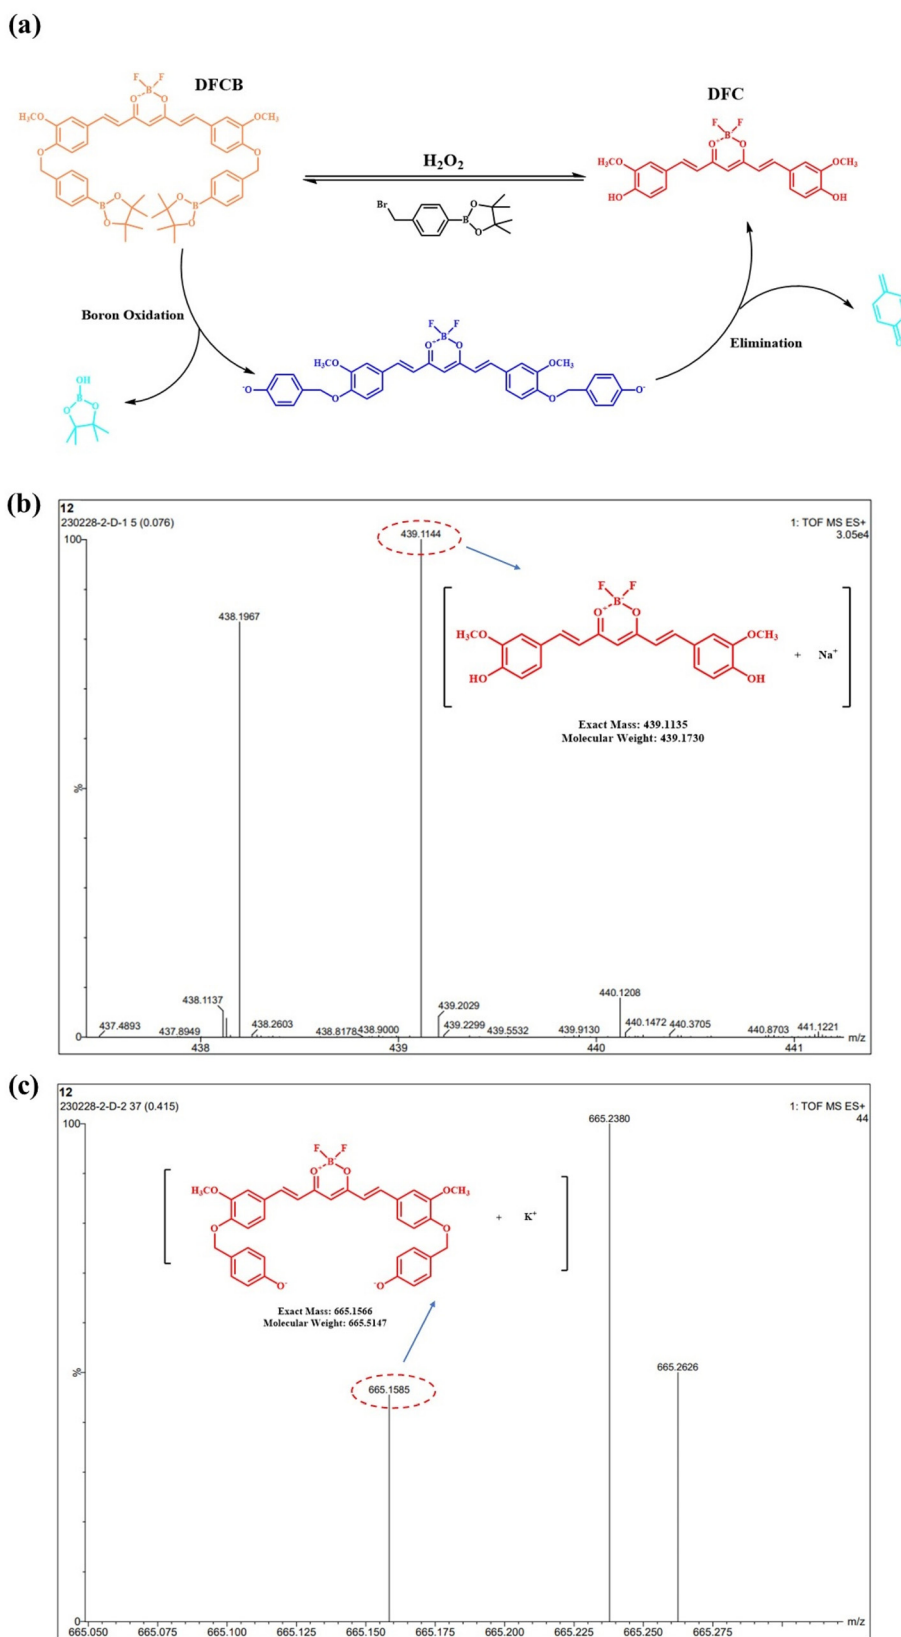 (a)
DFCB
DFC
F F
B
O O
H₃CO OCH₃
O O
B O O B
O O
H₂O₂
Br
O
B
O
F F
B
O⁺ O
H₃CO OCH₃
HO OH
Boron Oxidation
Elimination
OH
B
O O
F F
B
O O
H₃CO OCH₃
⁻O O O O⁻
O
(b)
12
230228-2-D-1 5 (0.076)
1: TOF MS ES+
3.05e4
100
439.1144
438.1967
F F
B⁻
O⁺ O
H₃CO OCH₃
HO OH
+ Na⁺
Exact Mass: 439.1135
Molecular Weight: 439.1730
%
438.1137
437.4893
437.8949
438.2603
438.8178
438.9000
439.2029
439.2299
439.5532
439.9130
440.1208
440.1472
440.3705
440.8703
441.1221
0
m/z
438 439 440 441
(c)
12
230228-2-D-2 37 (0.415)
1: TOF MS ES+
44
100
665.2380
F F
B⁻
O⁺ O
H₃CO OCH₃
O O
O⁻ ⁻O
+ K⁺
Exact Mass: 665.1566
Molecular Weight: 665.5147
%
665.1585
665.2626
0
m/z
665.050 665.075 665.100 665.125 665.150 665.175 665.200 665.225 665.250 665.275